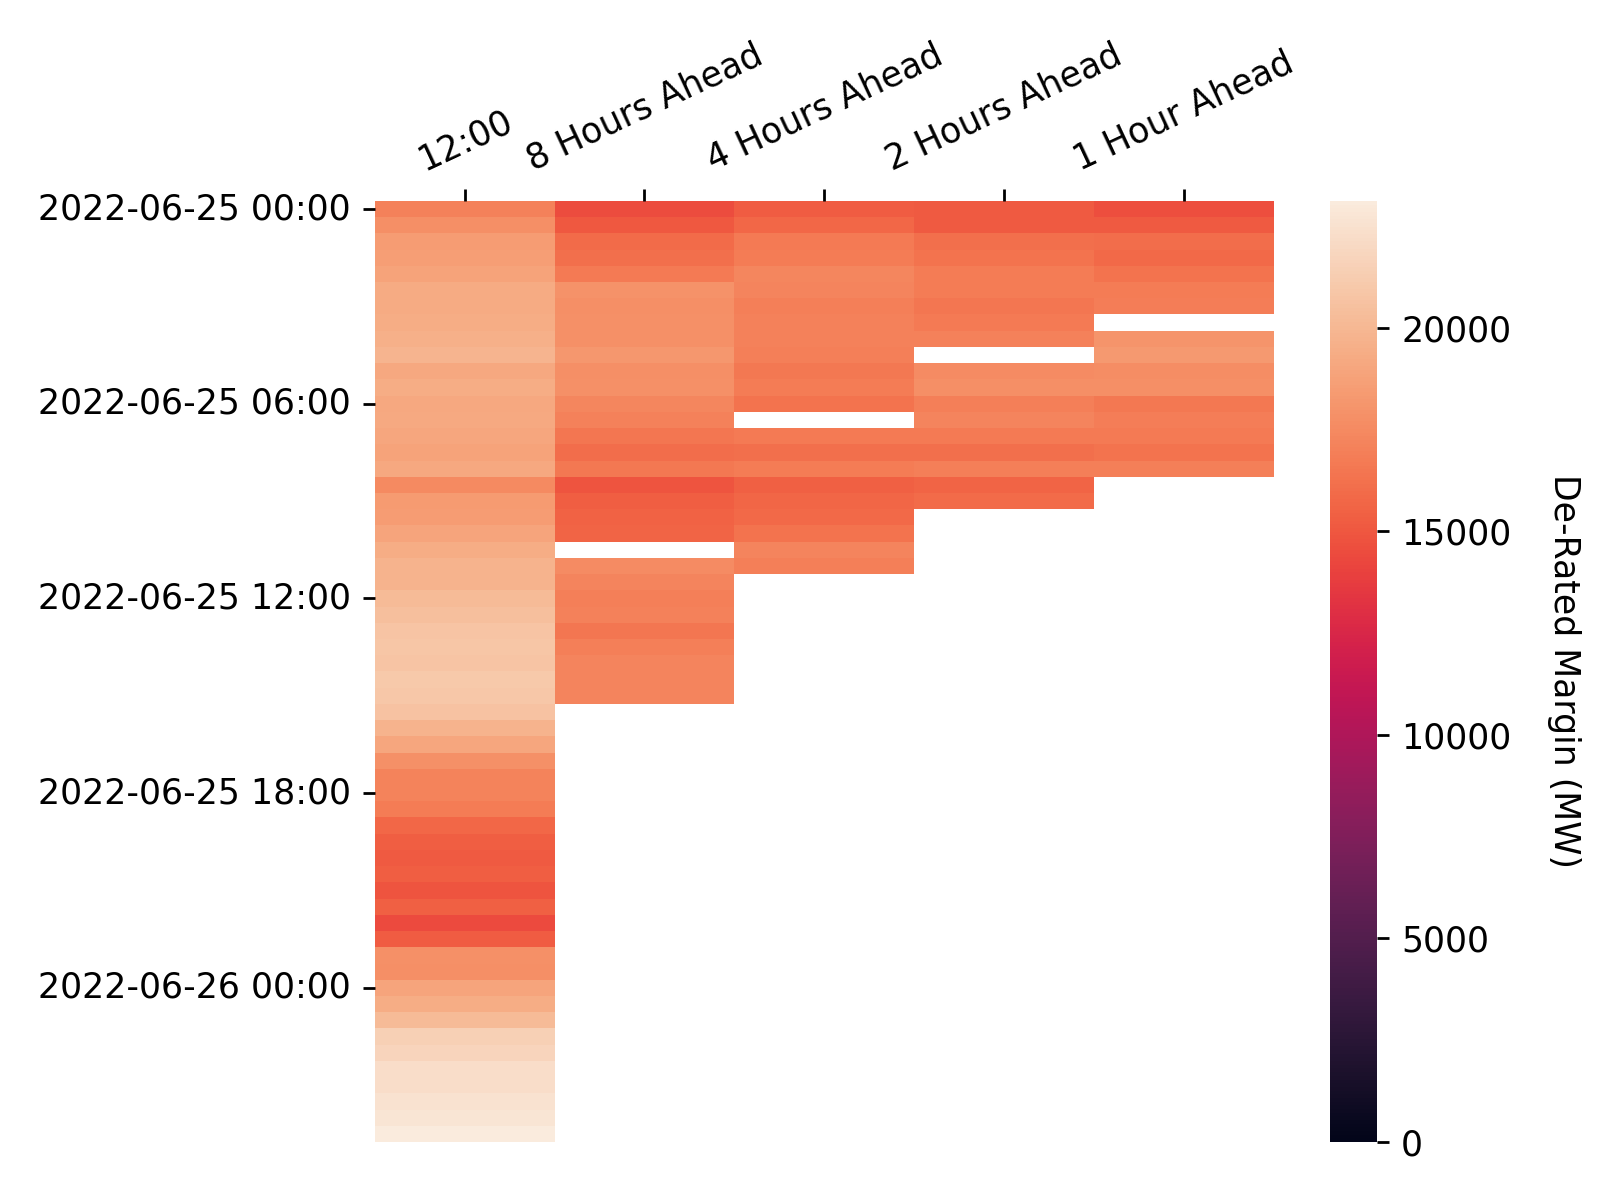 12:00
8 Hours Ahead
4 Hours Ahead
2 Hours Ahead
1 Hour Ahead
2022-06-25 00:00
2022-06-25 06:00
2022-06-25 12:00
2022-06-25 18:00
2022-06-26 00:00
20000
15000
10000
5000
0
De-Rated Margin (MW)